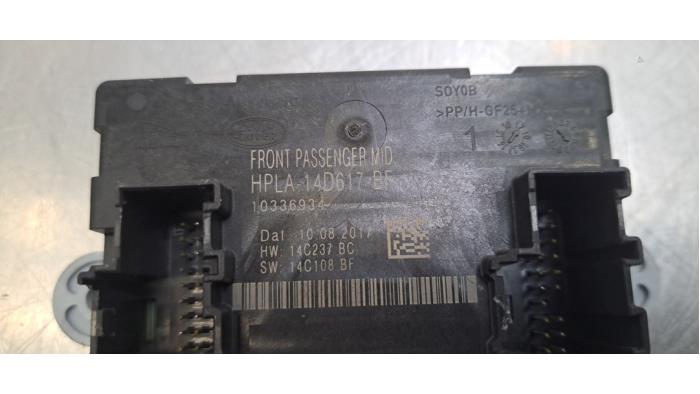 SOY0B
>PP/H-GF25+
1
FRONT PASSENGER MID.
HPLA-14D617-BF
10336934
Dat 10.08.2017
HW: 14C237 BC
SW: 14C108 BF